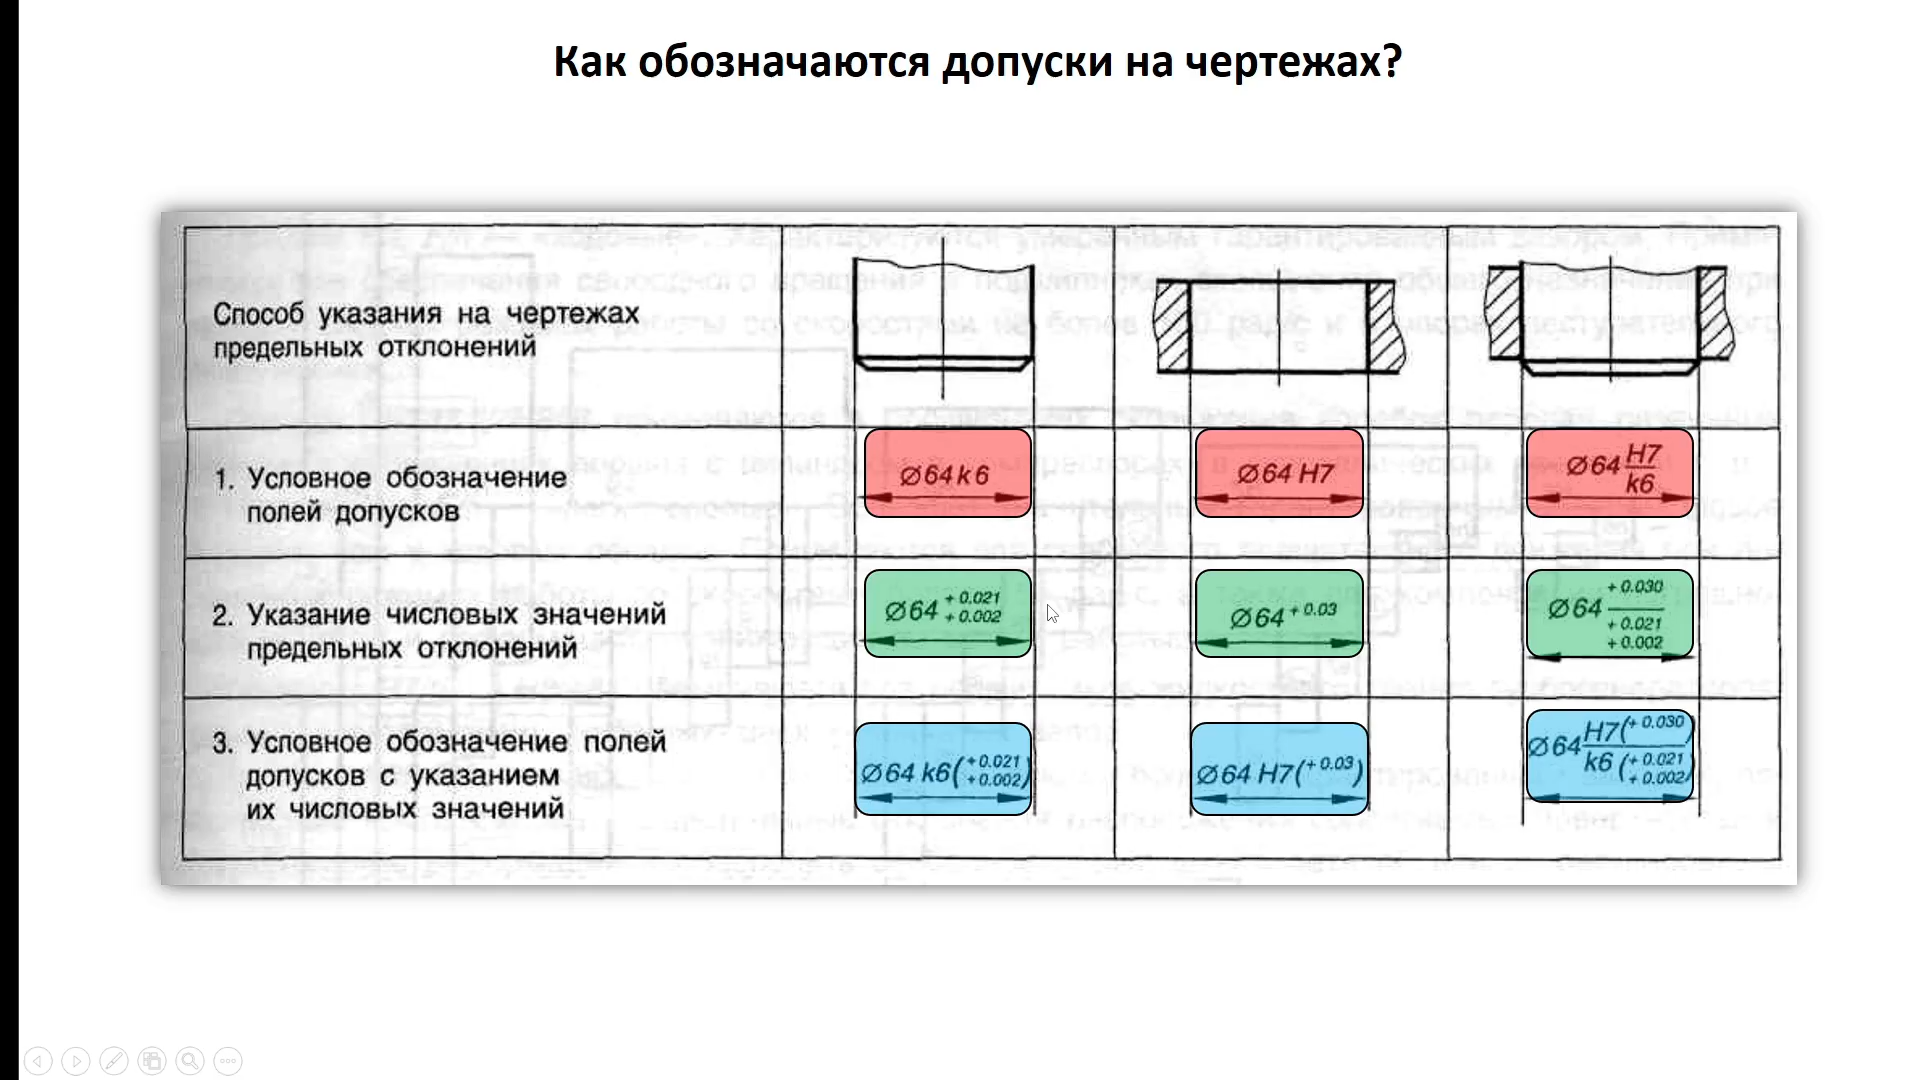 Как обозначаются допуски на чертежах?
Способ указания на чертежах
предельных отклонений
1. Условное обозначение
полей допусков
Ø64 k6
Ø64 H7
Ø64 H7/k6
2. Указание числовых значений
предельных отклонений
Ø64 +0.021 +0.002
Ø64 +0.03
Ø64 +0.030 / +0.021 +0.002
3. Условное обозначение полей
допусков с указанием
их числовых значений
Ø64 k6(+0.021 +0.002)
Ø64 H7(+0.03)
Ø64 H7(+0.030) / k6(+0.021 +0.002)